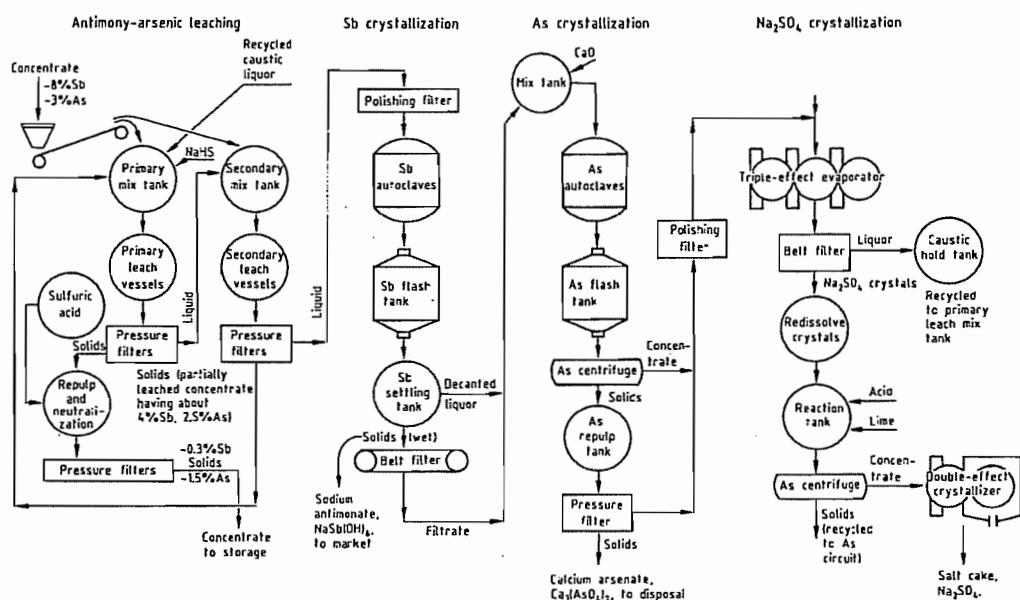 Antimony-arsenic leaching
Recycled
caustic
liquor
Concentrate
~8%Sb
~3%As
NaHS
Primary
mix tank
Secondary
mix tank
Primary
leach vessels
Secondary
leach vessels
Sulfuric
acid
Liquid
Liquid
Pressure filters
Pressure
filters
Solids
Solids (partially
leached concentrate
having about
4%Sb, 2.5%As)
Repulp
and
neutrali-
zation
Pressure filters
~0.3%Sb
Solids
~1.5%As
Concentrate
to storage
Sb crystallization
Polishing filter
Sb
autoclaves
Sb flash
tank
Sb
settling
tank
Decanted
liquor
Solids (wet)
Belt filter
Sodium
antimonate,
NaSb(OH)6,
to market
Filtrate
As crystallization
CaO
Mix tank
As
autoclaves
As flash
tank
As centrifuge
Concen-
trate
Solics
As
repulp
tank
Pressure
filter
Solids
Calcium arsenate,
Ca3(AsO4)2, to disposal
Polishing
filte
Na2SO4 crystallization
Triple-effect evaporator
Belt filter
Liquor
Caustic
hold tank
Recycled
to primary
leach mix
tank
Na2SO4 crystals
Redissolve
crystals
Reaction
tank
Acid
Lime
As centrifuge
Concen-
trate
Double-effect
crystallizer
Solids
(recycled
to As
circuit)
Salt cake,
Na2SO4.